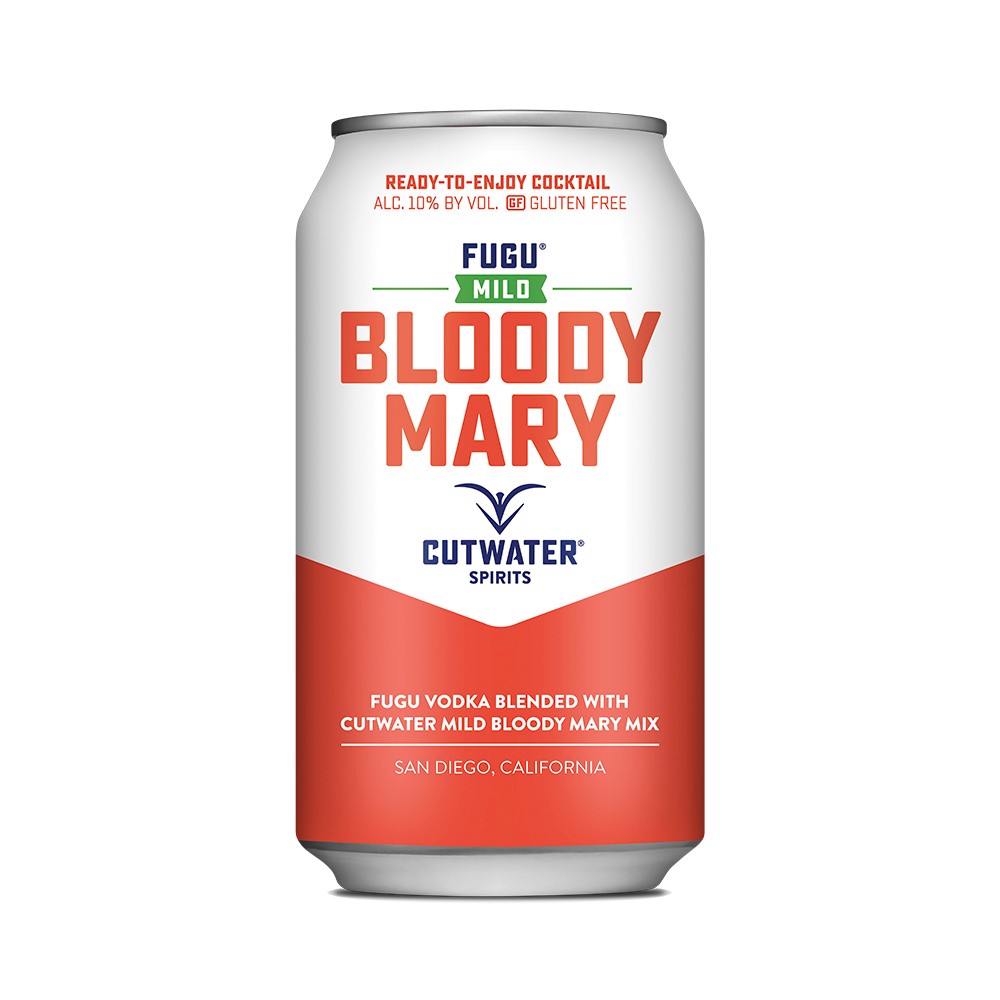 READY-TO-ENJOY COCKTAIL
ALC. 10% BY VOL. GF GLUTEN FREE
FUGU®
MILD
BLOODY
MARY
CUTWATER®
SPIRITS
FUGU VODKA BLENDED WITH
CUTWATER MILD BLOODY MARY MIX
SAN DIEGO, CALIFORNIA